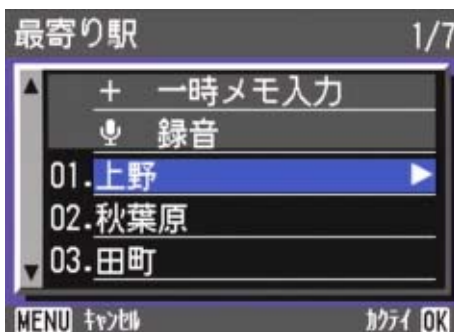 最寄り駅 1/7
+ 一時メモ入力
録音
01.上野
02.秋葉原
03.田町
MENU ｷｬﾝｾﾙ ｶｸﾃｲ OK